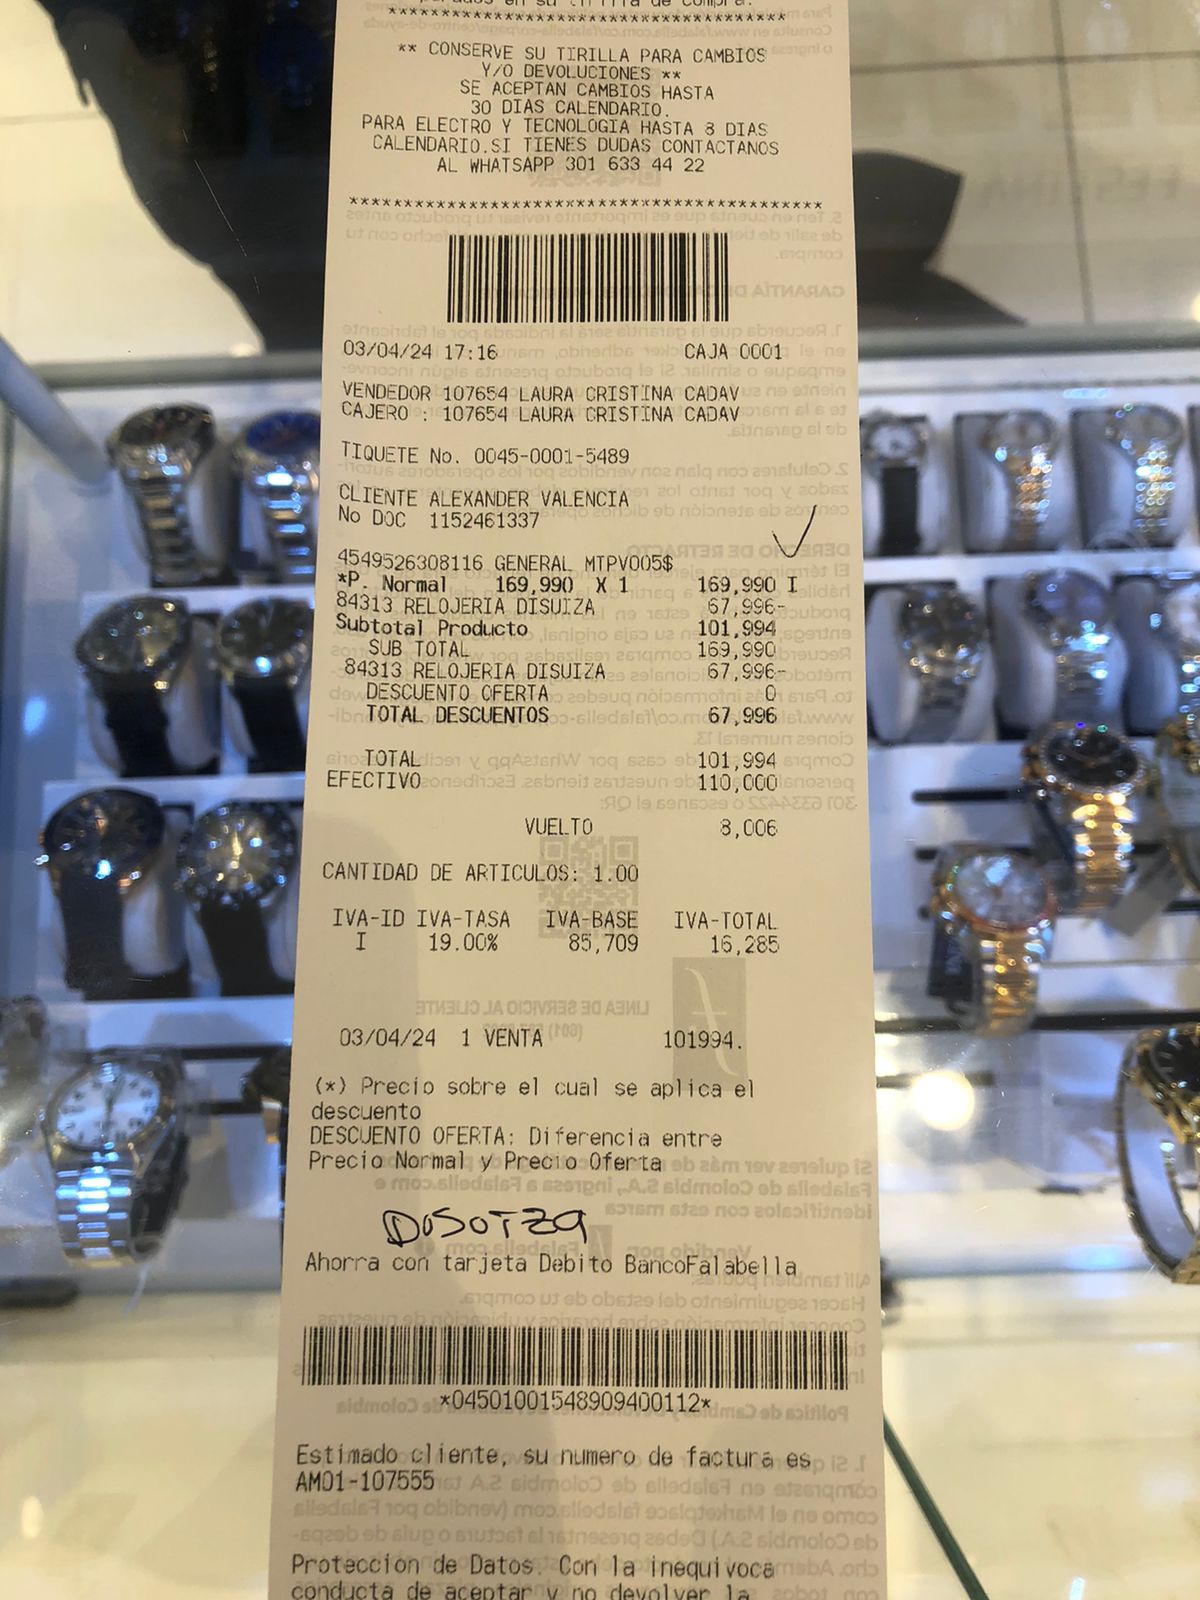 ***********************************
** CONSERVE SU TIRILLA PARA CAMBIOS
Y/O DEVOLUCIONES **
SE ACEPTAN CAMBIOS HASTA
30 DIAS CALENDARIO.
PARA ELECTRO Y TECNOLOGIA HASTA 8 DIAS
CALENDARIO.SI TIENES DUDAS CONTACTANOS
AL WHATSAPP 301 633 44 22
****************************************
03/04/24 17:16 CAJA 0001
VENDEDOR 107654 LAURA CRISTINA CADAV
CAJERO : 107654 LAURA CRISTINA CADAV
TIQUETE No. 0045-0001-5489
CLIENTE ALEXANDER VALENCIA
No DOC 1152461337
4549526308116 GENERAL MTPV005$
*P. Normal 169,990 X 1 169,990 I
84313 RELOJERIA DISUIZA 67,996-
Subtotal Producto 101,994
SUB TOTAL 169,990
84313 RELOJERIA DISUIZA 67,996-
DESCUENTO OFERTA 0
TOTAL DESCUENTOS 67,996
TOTAL 101,994
EFECTIVO 110,000
VUELTO 8,006
CANTIDAD DE ARTICULOS: 1.00
IVA-ID IVA-TASA IVA-BASE IVA-TOTAL
I 19.00% 85,709 16,285
03/04/24 1 VENTA 101994.
(*) Precio sobre el cual se aplica el
descuento
DESCUENTO OFERTA: Diferencia entre
Precio Normal y Precio Oferta
Ahorra con tarjeta Debito BancoFalabella
*04501001548909400112*
Estimado cliente, su numero de factura es
AM01-107555
Proteccion de Datos. Con la inequivoca
conducta de aceptar y no devolver la